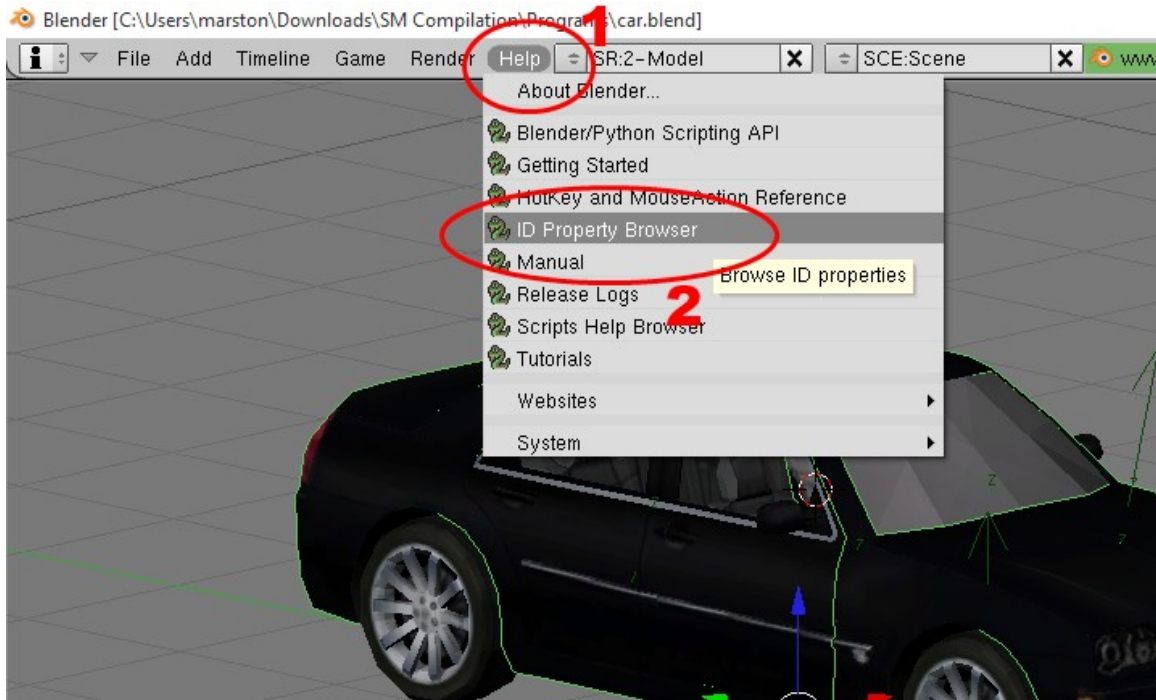 Blender [C:\Users\marston\Downloads\SM Compilation\Programs\car.blend]
1
File Add Timeline Game Render Help SR:2-Model X SCE:Scene X www
About Blender...
Blender/Python Scripting API
Getting Started
HotKey and MouseAction Reference
ID Property Browser
Manual
Browse ID properties
Release Logs
2
Scripts Help Browser
Tutorials
Websites
System
Z